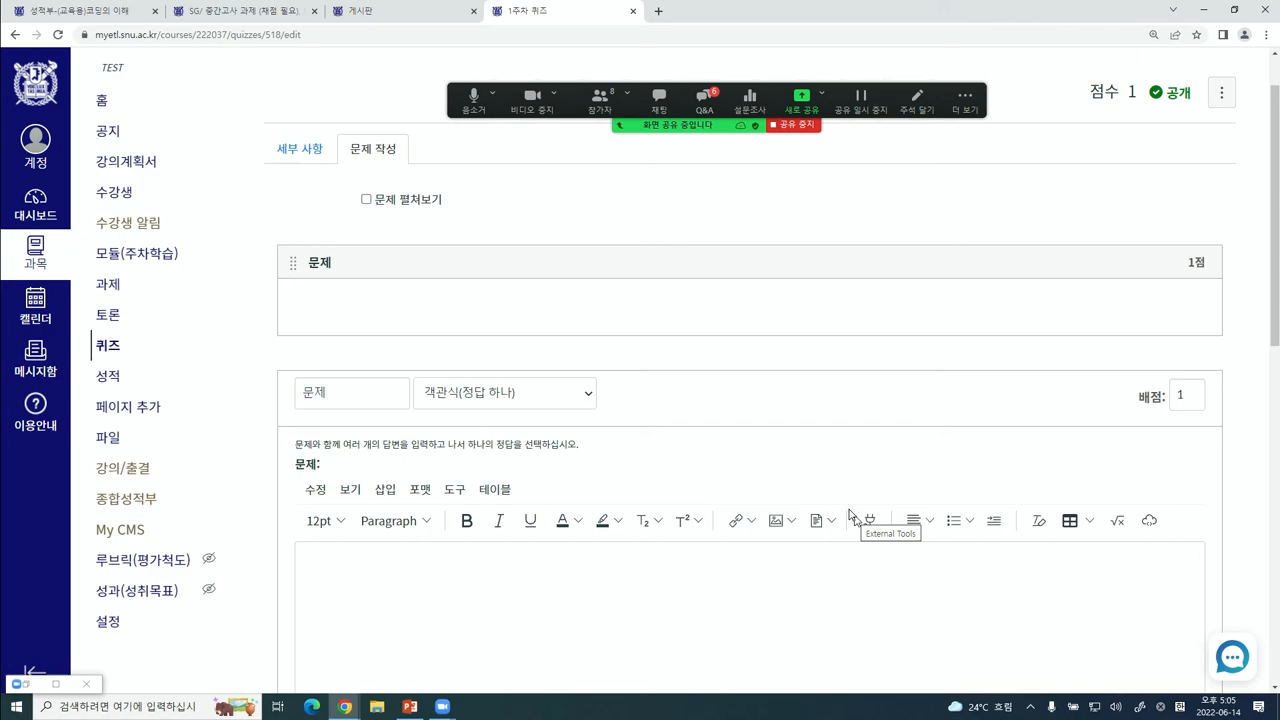 성적부-(교육용)코딩의 이해
SG/ 중간고사 과제 (채점 필요),
게시판
1주차 퀴즈
myetl.snu.ac.kr/courses/222037/quizzes/518/edit
TEST
홈
공지
강의계획서
수강생
수강생 알림
모듈(주차학습)
과제
토론
퀴즈
성적
페이지 추가
파일
강의/출결
종합성적부
My CMS
루브릭(평가척도)
성과(성취목표)
설정
계정
대시보드
과목
캘린더
메시지함
이용안내
음소거
비디오 중지
8
참가자
채팅
6
Q&A
설문조사
새로 공유
공유 일시 중지
주석 달기
더 보기
화면 공유 중입니다
공유 중지
점수 1 공개
세부 사항
문제 작성
문제 펼쳐보기
문제 1점
문제 객관식(정답 하나) 배점: 1
문제와 함께 여러 개의 답변을 입력하고 나서 하나의 정답을 선택하십시오.
문제:
수정 보기 삽입 포맷 도구 테이블
12pt Paragraph
External Tools
검색하려면 여기에 입력하십시
24°C 흐림
오후 5:05
2022-06-14